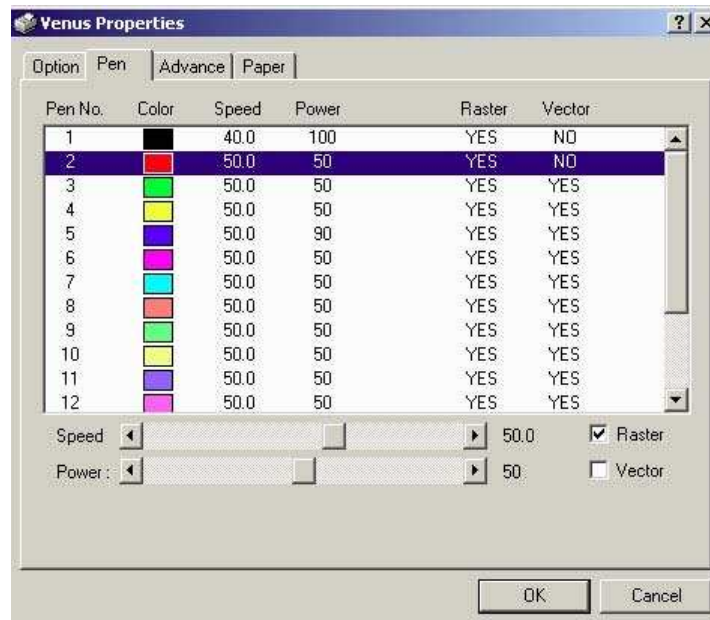 Venus Properties
Option Pen Advance Paper
Pen No. Color Speed Power Raster Vector
1 40.0 100 YES NO
2 50.0 50 YES NO
3 50.0 50 YES YES
4 50.0 50 YES YES
5 50.0 90 YES YES
6 50.0 50 YES YES
7 50.0 50 YES YES
8 50.0 50 YES YES
9 50.0 50 YES YES
10 50.0 50 YES YES
11 50.0 50 YES YES
12 50.0 50 YES YES
Speed 50.0 Raster
Power : 50 Vector
OK Cancel